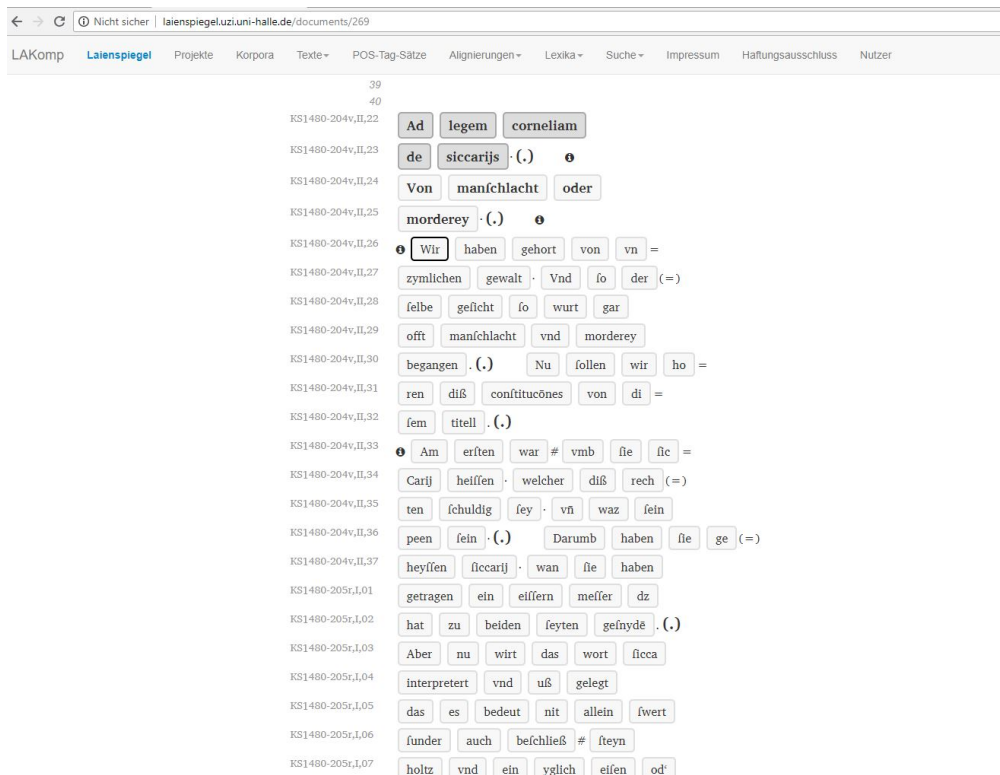 Nicht sicher | laienspiegel.uzi.uni-halle.de/documents/269
LAKomp Laienspiegel Projekte Korpora Texte POS-Tag-Sätze Alignierungen Lexika Suche Impressum Haftungsausschluss Nutzer
39
40
KS1480-204v,II,22 Ad legem corneliam
KS1480-204v,II,23 de siccarijs · (.)
KS1480-204v,II,24 Von manſchlacht oder
KS1480-204v,II,25 morderey · (.)
KS1480-204v,II,26 Wir haben gehort von vn =
KS1480-204v,II,27 zymlichen gewalt · Vnd ſo der (=)
KS1480-204v,II,28 ſelbe geſicht ſo wurt gar
KS1480-204v,II,29 offt manſchlacht vnd morderey
KS1480-204v,II,30 begangen . (.) Nu ſollen wir ho =
KS1480-204v,II,31 ren diß conſtitucōnes von di =
KS1480-204v,II,32 ſem titell . (.)
KS1480-204v,II,33 Am erſten war # vmb ſie ſic =
KS1480-204v,II,34 Carij heiſſen · welcher diß rech (=)
KS1480-204v,II,35 ten ſchuldig ſey · vn̄ waz ſein
KS1480-204v,II,36 peen ſein · (.) Darumb haben ſie ge (=)
KS1480-204v,II,37 heyſſen ſiccarij · wan ſie haben
KS1480-205r,I,01 getragen ein eiſſern meſſer dz
KS1480-205r,I,02 hat zu beiden ſeyten geſnydē . (.)
KS1480-205r,I,03 Aber nu wirt das wort ſicca
KS1480-205r,I,04 interpretert vnd uß gelegt
KS1480-205r,I,05 das es bedeut nit allein ſwert
KS1480-205r,I,06 ſunder auch beſchließ # ſteyn
KS1480-205r,I,07 holtz vnd ein yglich eiſen od'